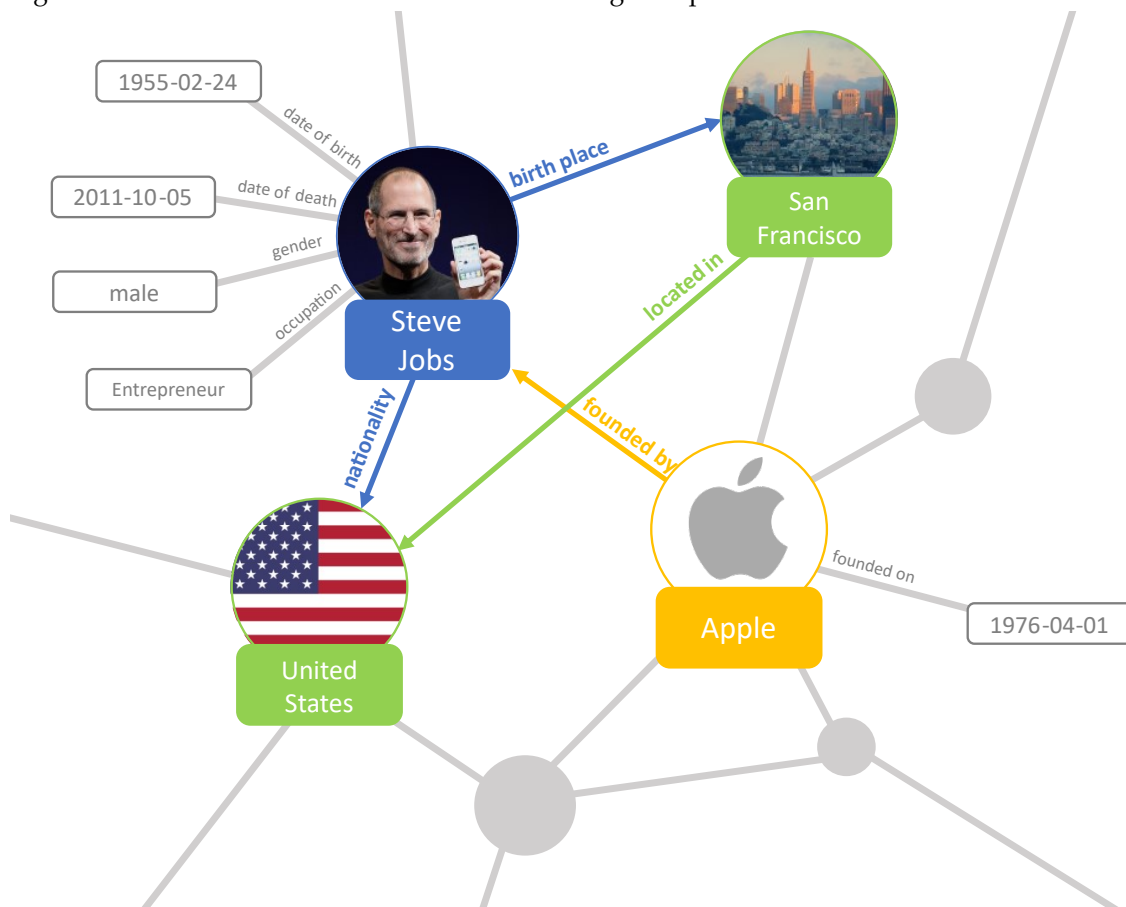 1955-02-24
date of birth
2011-10-05
date of death
gender
male
occupation
Entrepreneur
Steve
Jobs
birth place
San
Francisco
located in
nationality
founded by
United
States
Apple
founded on
1976-04-01